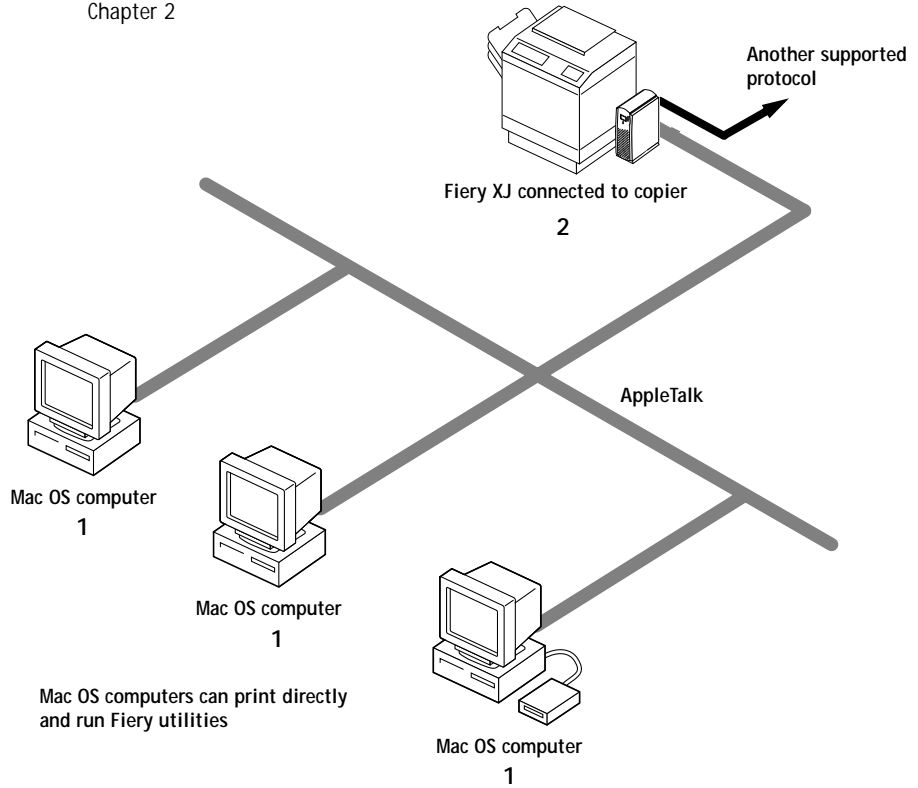 Chapter 2
Another supported
protocol
Fiery XJ connected to copier
2
AppleTalk
Mac OS computer
1
Mac OS computer
1
Mac OS computers can print directly
and run Fiery utilities
Mac OS computer
1